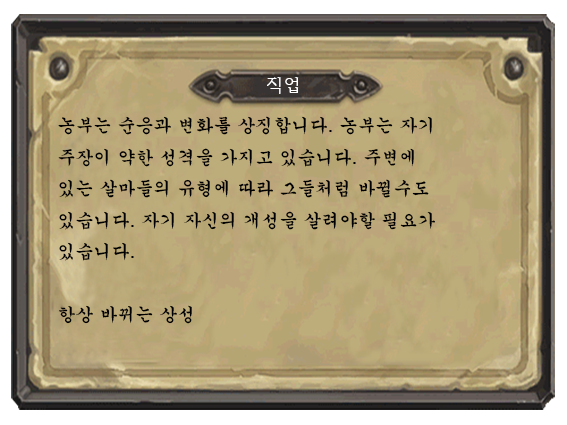 직업
농부는 순응과 변화를 상징합니다. 농부는 자기
주장이 약한 성격을 가지고 있습니다. 주변에
있는 살마들의 유형에 따라 그들처럼 바뀔수도
있습니다. 자기 자신의 개성을 살려야할 필요가
있습니다.
항상 바뀌는 상성